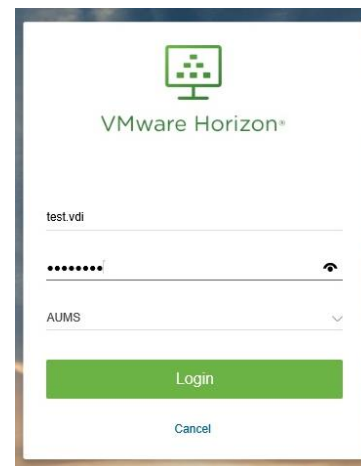 VMware Horizon®
test.vdi
••••••••
AUMS
Login
Cancel